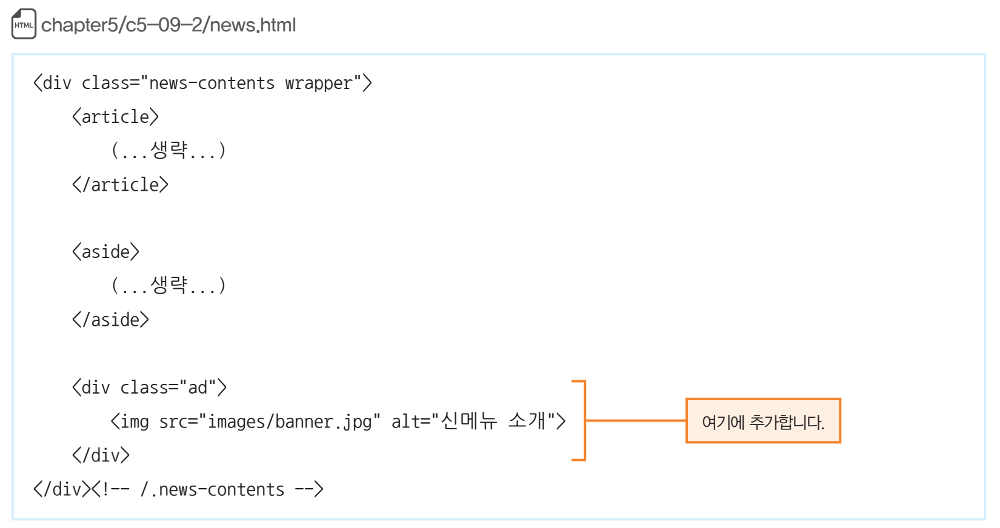 HTML chapter5/c5-09-2/news.html
<div class="news-contents wrapper">
    <article>
        (...생략...)
    </article>

    <aside>
        (...생략...)
    </aside>

    <div class="ad">
        <img src="images/banner.jpg" alt="신메뉴 소개">
여기에 추가합니다.
    </div>
</div><!-- /.news-contents -->